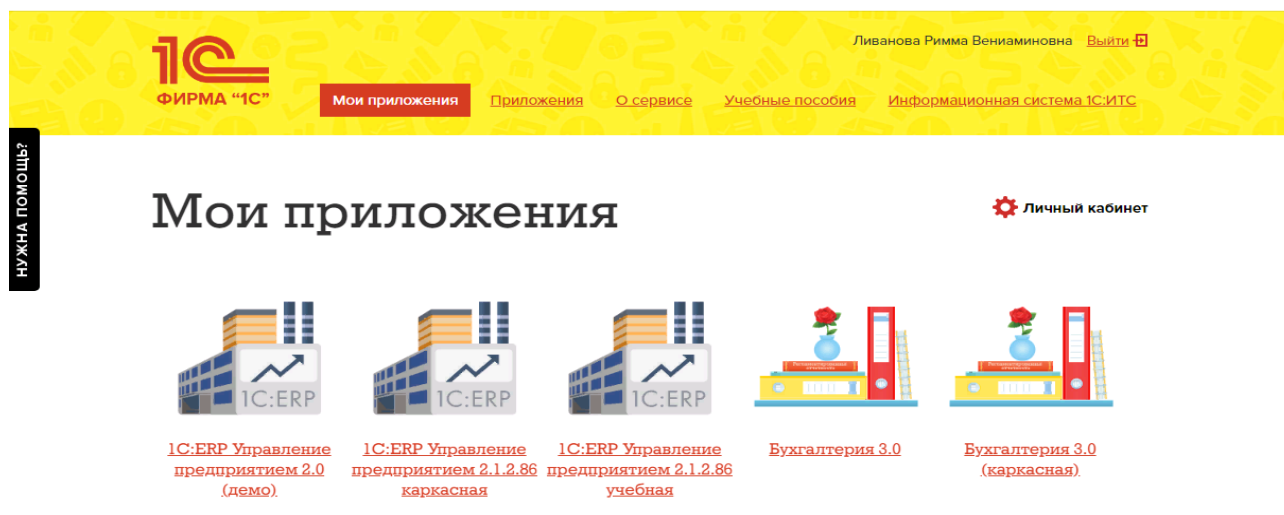 Ливанова Римма Вениаминовна Выйти
1С
ФИРМА "1С"
Мои приложения Приложения О сервисе Учебные пособия Информационная система 1С:ИТС
НУЖНА ПОМОЩЬ?
Мои приложения
Личный кабинет
1С:ERP
1С:ERP
1С:ERP
1С:ERP Управление
предприятием 2.0
(демо)
1С:ERP Управление
предприятием 2.1.2.86
каркасная
1С:ERP Управление
предприятием 2.1.2.86
учебная
Бухгалтерия 3.0
Бухгалтерия 3.0
(каркасная)